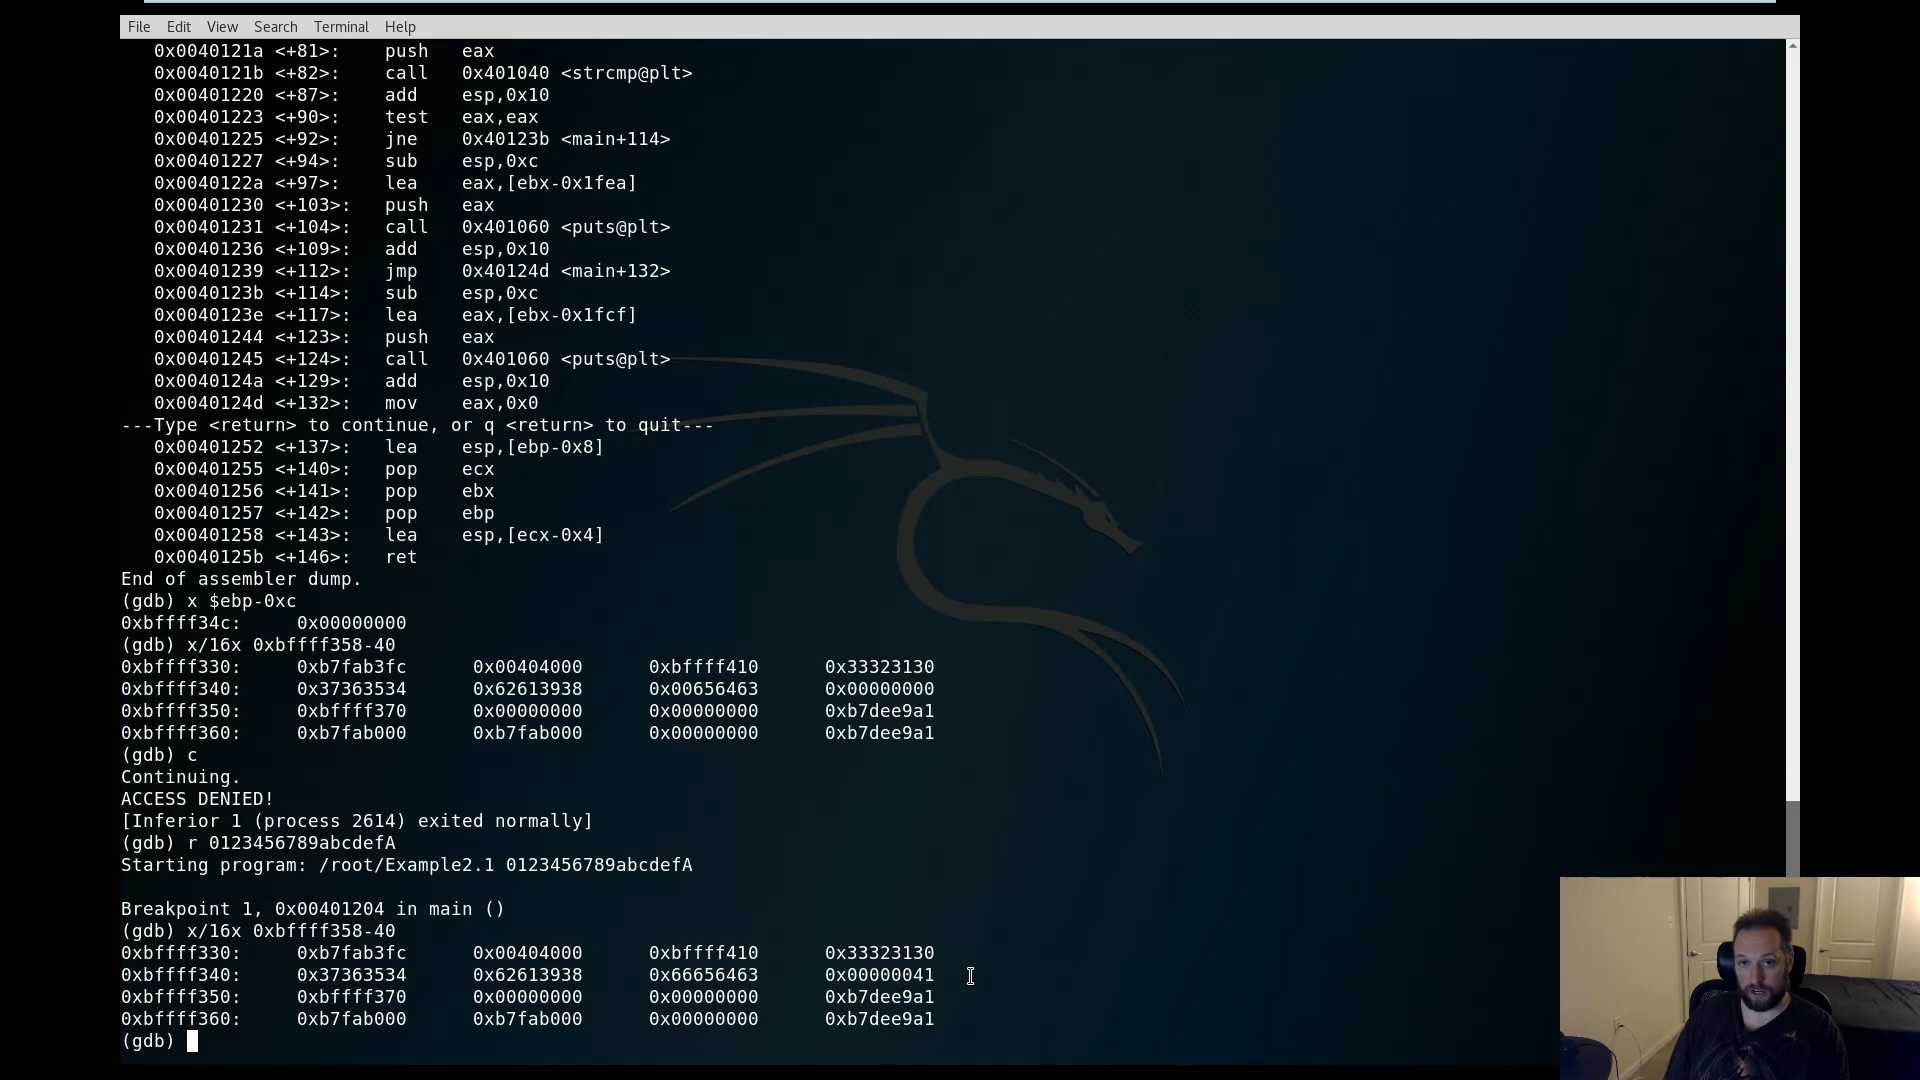 File Edit View Search Terminal Help
0x0040121a <+81>: push eax
0x0040121b <+82>: call 0x401040 <strcmp@plt>
0x00401220 <+87>: add esp,0x10
0x00401223 <+90>: test eax,eax
0x00401225 <+92>: jne 0x40123b <main+114>
0x00401227 <+94>: sub esp,0xc
0x0040122a <+97>: lea eax,[ebx-0x1fea]
0x00401230 <+103>: push eax
0x00401231 <+104>: call 0x401060 <puts@plt>
0x00401236 <+109>: add esp,0x10
0x00401239 <+112>: jmp 0x40124d <main+132>
0x0040123b <+114>: sub esp,0xc
0x0040123e <+117>: lea eax,[ebx-0x1fcf]
0x00401244 <+123>: push eax
0x00401245 <+124>: call 0x401060 <puts@plt>
0x0040124a <+129>: add esp,0x10
0x0040124d <+132>: mov eax,0x0
---Type <return> to continue, or q <return> to quit---
0x00401252 <+137>: lea esp,[ebp-0x8]
0x00401255 <+140>: pop ecx
0x00401256 <+141>: pop ebx
0x00401257 <+142>: pop ebp
0x00401258 <+143>: lea esp,[ecx-0x4]
0x0040125b <+146>: ret
End of assembler dump.
(gdb) x $ebp-0xc
0xbffff34c: 0x00000000
(gdb) x/16x 0xbffff358-40
0xbffff330: 0xb7fab3fc 0x00404000 0xbffff410 0x33323130
0xbffff340: 0x37363534 0x62613938 0x00656463 0x00000000
0xbffff350: 0xbffff370 0x00000000 0x00000000 0xb7dee9a1
0xbffff360: 0xb7fab000 0xb7fab000 0x00000000 0xb7dee9a1
(gdb) c
Continuing.
ACCESS DENIED!
[Inferior 1 (process 2614) exited normally]
(gdb) r 0123456789abcdefA
Starting program: /root/Example2.1 0123456789abcdefA
Breakpoint 1, 0x00401204 in main ()
(gdb) x/16x 0xbffff358-40
0xbffff330: 0xb7fab3fc 0x00404000 0xbffff410 0x33323130
0xbffff340: 0x37363534 0x62613938 0x66656463 0x00000041
0xbffff350: 0xbffff370 0x00000000 0x00000000 0xb7dee9a1
0xbffff360: 0xb7fab000 0xb7fab000 0x00000000 0xb7dee9a1
(gdb)